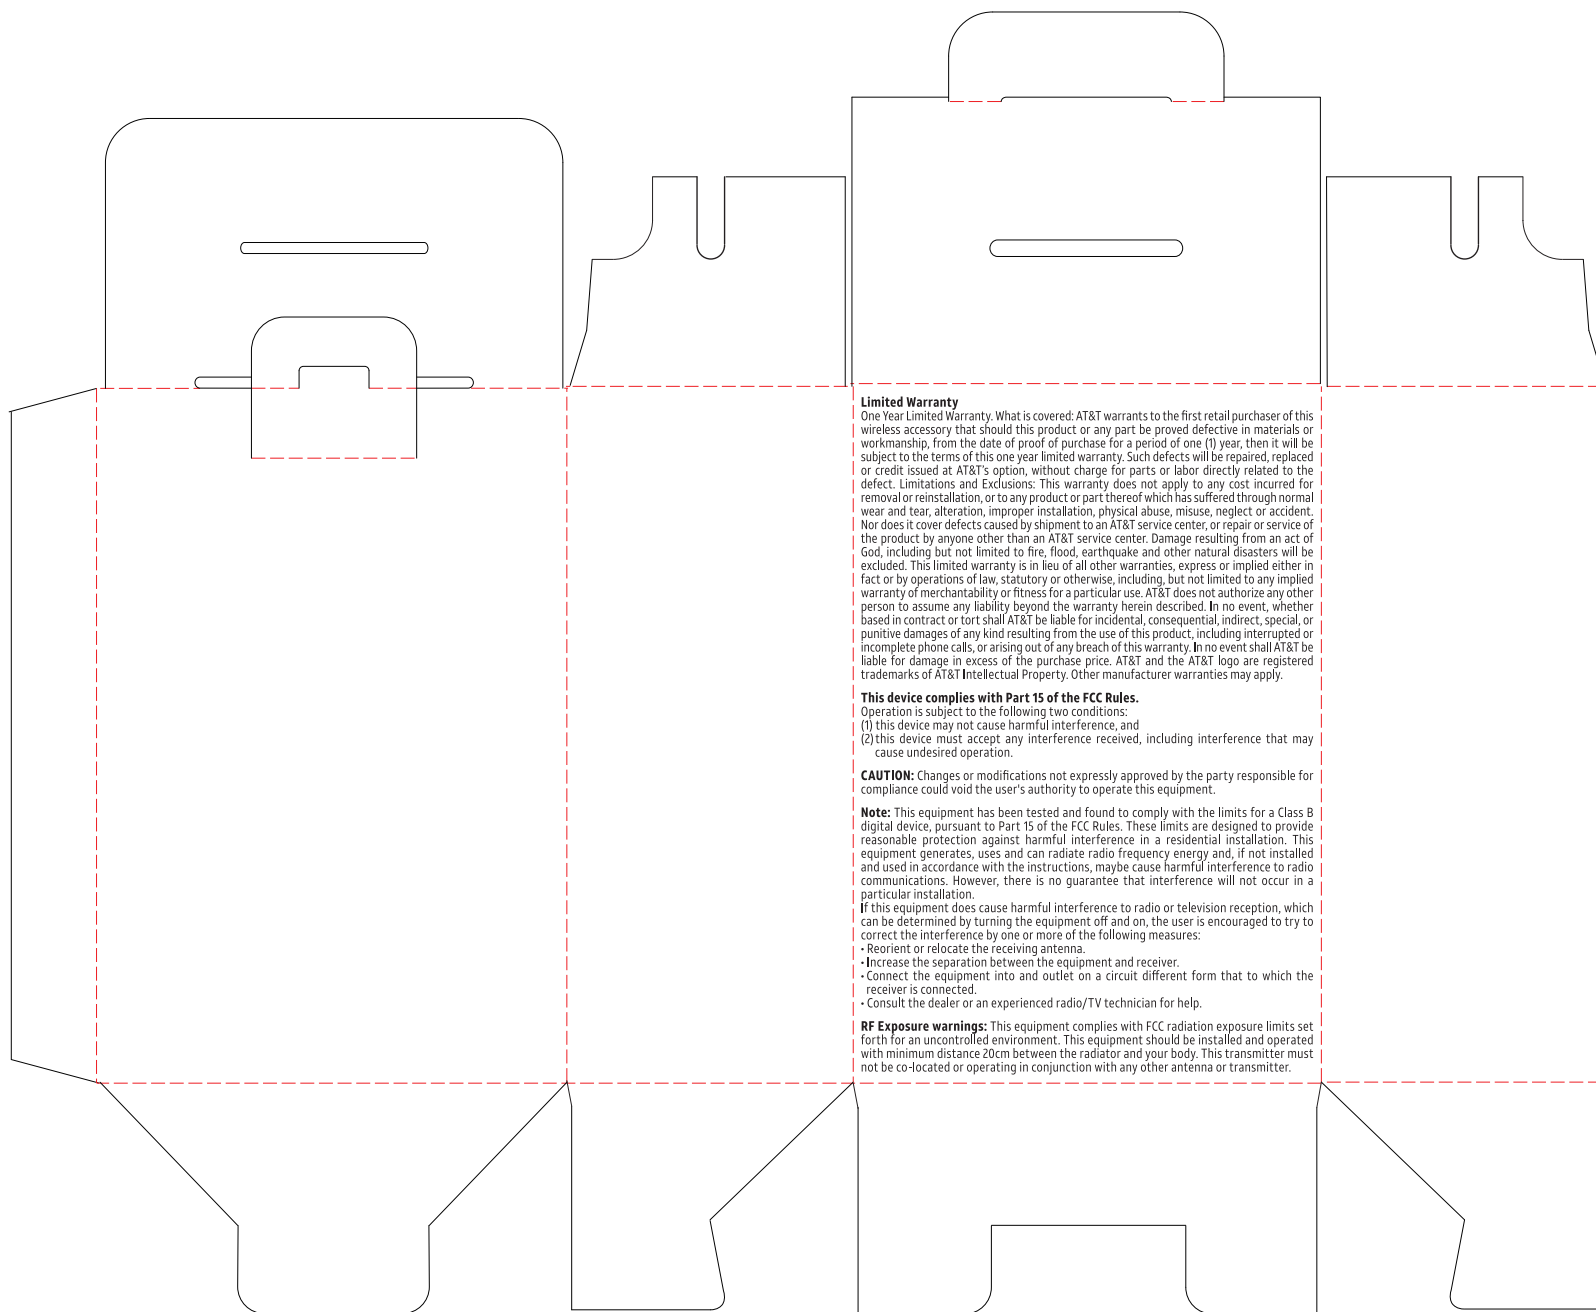 Limited Warranty
One Year Limited Warranty. What is covered: AT&T warrants to the first retail purchaser of this
wireless accessory that should this product or any part be proved defective in materials or
workmanship, from the date of proof of purchase for a period of one (1) year, then it will be
subject to the terms of this one year limited warranty. Such defects will be repaired, replaced
or credit issued at AT&T's option, without charge for parts or labor directly related to the
defect. Limitations and Exclusions: This warranty does not apply to any cost incurred for
removal or reinstallation, or to any product or part thereof which has suffered through normal
wear and tear, alteration, improper installation, physical abuse, misuse, neglect or accident.
Nor does it cover defects caused by shipment to an AT&T service center, or repair or service of
the product by anyone other than an AT&T service center. Damage resulting from an act of
God, including but not limited to fire, flood, earthquake and other natural disasters will be
excluded. This limited warranty is in lieu of all other warranties, express or implied either in
fact or by operations of law, statutory or otherwise, including, but not limited to any implied
warranty of merchantability or fitness for a particular use. AT&T does not authorize any other
person to assume any liability beyond the warranty herein described. In no event, whether
based in contract or tort shall AT&T be liable for incidental, consequential, indirect, special, or
punitive damages of any kind resulting from the use of this product, including interrupted or
incomplete phone calls, or arising out of any breach of this warranty. In no event shall AT&T be
liable for damage in excess of the purchase price. AT&T and the AT&T logo are registered
trademarks of AT&T Intellectual Property. Other manufacturer warranties may apply.
This device complies with Part 15 of the FCC Rules.
Operation is subject to the following two conditions:
(1) this device may not cause harmful interference, and
(2) this device must accept any interference received, including interference that may
cause undesired operation.
CAUTION: Changes or modifications not expressly approved by the party responsible for
compliance could void the user's authority to operate this equipment.
Note: This equipment has been tested and found to comply with the limits for a Class B
digital device, pursuant to Part 15 of the FCC Rules. These limits are designed to provide
reasonable protection against harmful interference in a residential installation. This
equipment generates, uses and can radiate radio frequency energy and, if not installed
and used in accordance with the instructions, maybe cause harmful interference to radio
communications. However, there is no guarantee that interference will not occur in a
particular installation.
If this equipment does cause harmful interference to radio or television reception, which
can be determined by turning the equipment off and on, the user is encouraged to try to
correct the interference by one or more of the following measures:
• Reorient or relocate the receiving antenna.
• Increase the separation between the equipment and receiver.
• Connect the equipment into and outlet on a circuit different form that to which the
receiver is connected.
• Consult the dealer or an experienced radio/TV technician for help.
RF Exposure warnings: This equipment complies with FCC radiation exposure limits set
forth for an uncontrolled environment. This equipment should be installed and operated
with minimum distance 20cm between the radiator and your body. This transmitter must
not be co-located or operating in conjunction with any other antenna or transmitter.